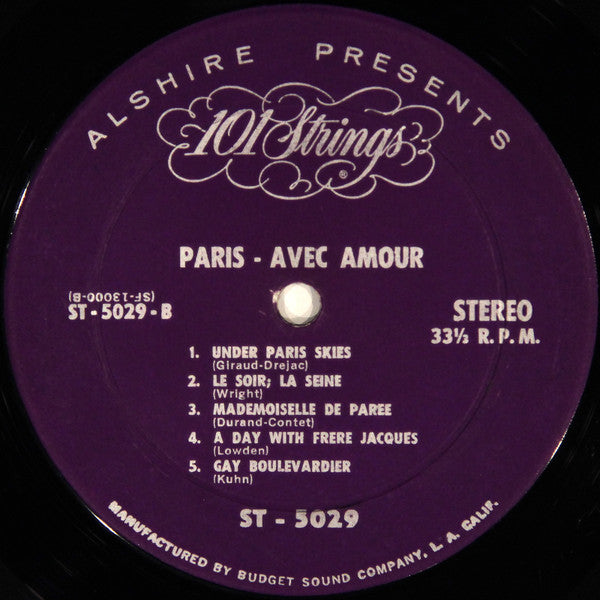 ALSHIRE PRESENTS
101 Strings®
PARIS - AVEC AMOUR
(SF-13000-B)
ST - 5029 - B
STEREO
33⅓ R.P.M.
1. UNDER PARIS SKIES
(Giraud-Drejac)
2. LE SOIR; LA SEINE
(Wright)
3. MADEMOISELLE DE PAREE
(Durand-Contet)
4. A DAY WITH FRERE JACQUES
(Lowden)
5. GAY BOULEVARDIER
(Kuhn)
ST - 5029
MANUFACTURED BY BUDGET SOUND COMPANY, L. A. CALIF.